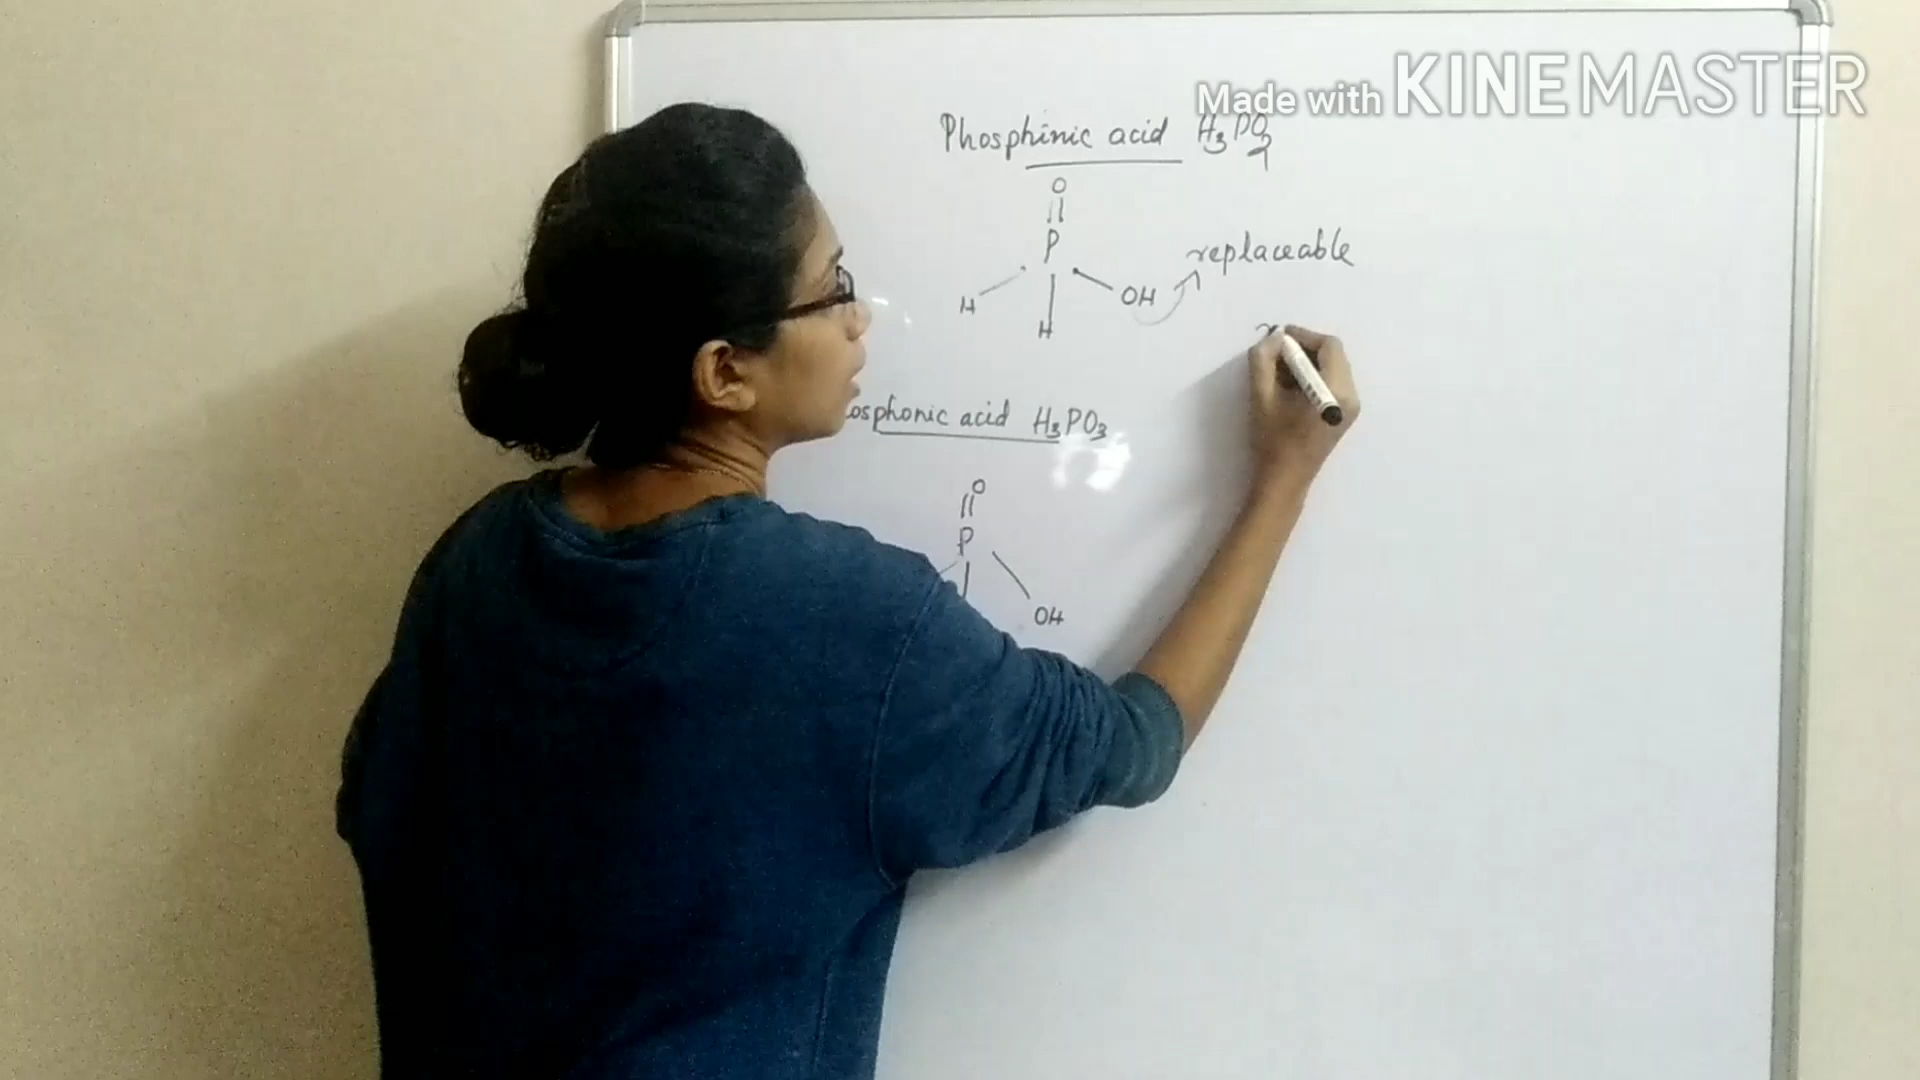 Made with KINEMASTER
Phosphinic acid H3PO2
O
P
replaceable
H
OH
H
osphonic acid H3PO3
O
P
OH